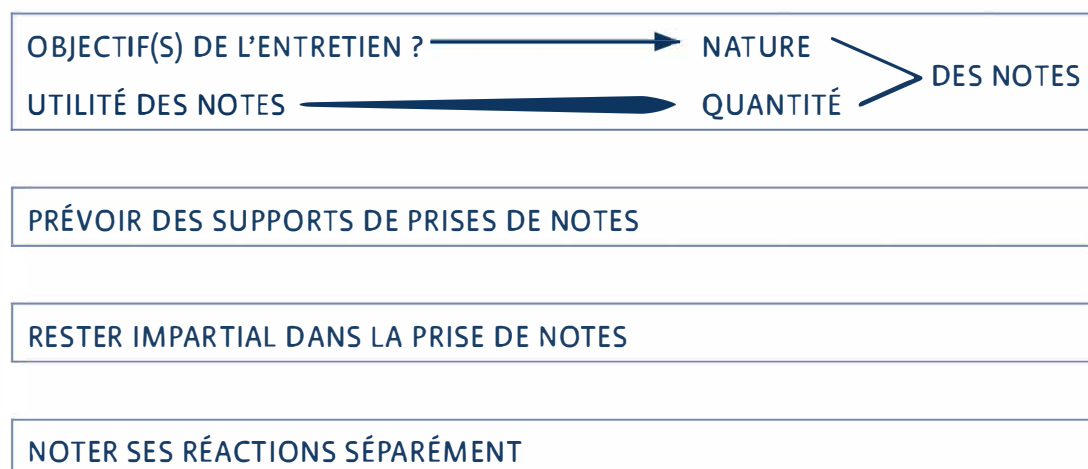 OBJECTIF(S) DE L'ENTRETIEN ? NATURE
DES NOTES
UTILITÉ DES NOTES QUANTITÉ
PRÉVOIR DES SUPPORTS DE PRISES DE NOTES
RESTER IMPARTIAL DANS LA PRISE DE NOTES
NOTER SES RÉACTIONS SÉPARÉMENT